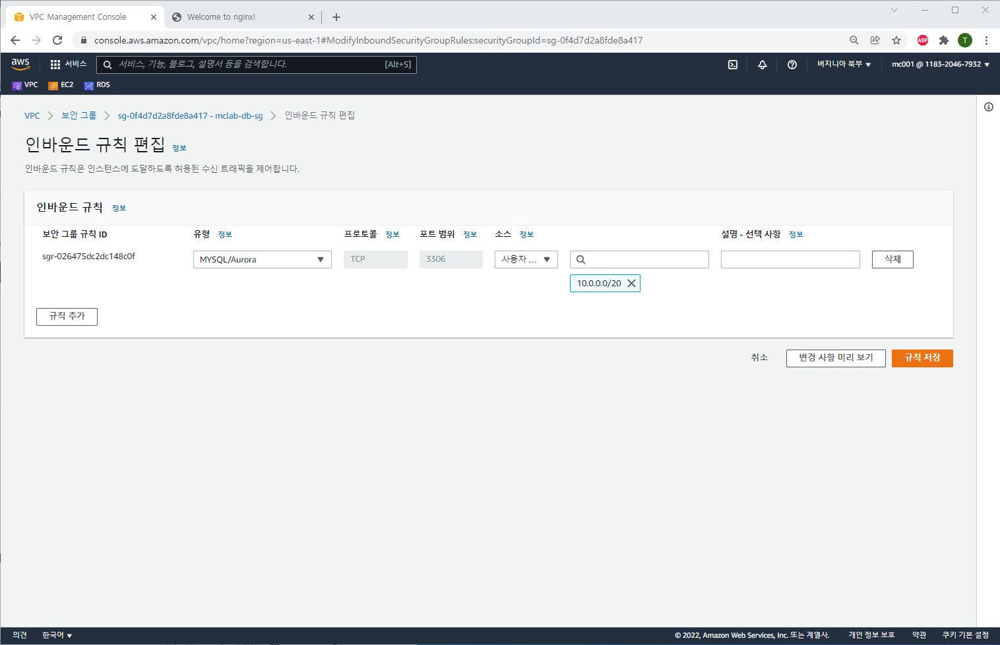 VPC Management Console
Welcome to nginx!
console.aws.amazon.com/vpc/home?region=us-east-1#ModifyInboundSecurityGroupRules:securityGroupId=sg-0f4d7d2a8fde8a417
ABP
T
aws
서비스
서비스, 기능, 블로그, 설명서 등을 검색합니다.
[Alt+S]
버지니아 북부 ▼
mc001 @ 1183-2046-7932 ▼
VPC
EC2
RDS
VPC > 보안 그룹 > sg-0f4d7d2a8fde8a417 - mclab-db-sg > 인바운드 규칙 편집
인바운드 규칙 편집 정보
인바운드 규칙은 인스턴스에 도달하도록 허용된 수신 트래픽을 제어합니다.
인바운드 규칙 정보
보안 그룹 규칙 ID
유형 정보
프로토콜 정보
포트 범위 정보
소스 정보
설명 - 선택 사항 정보
sgr-026475dc2dc148c0f
MYSQL/Aurora
TCP
3306
사용자 ...
삭제
10.0.0.0/20
규칙 추가
취소
변경 사항 미리 보기
규칙 저장
의견
한국어 ▼
© 2022, Amazon Web Services, Inc. 또는 계열사.
개인 정보 보호
약관
쿠키 기본 설정